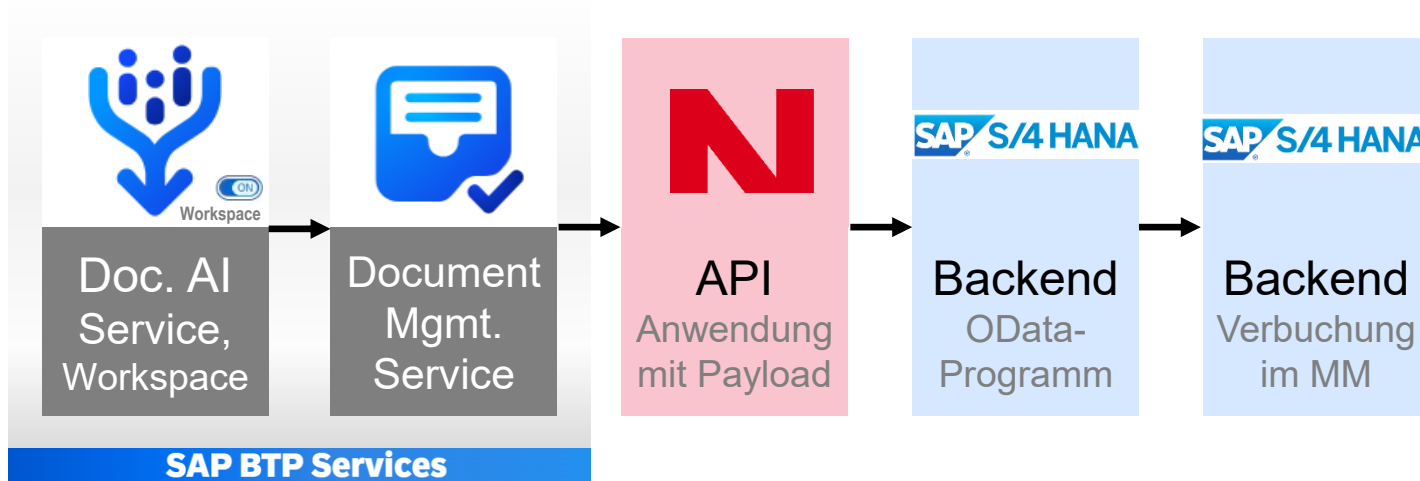 ON
Workspace
Doc. AI
Service,
Workspace
Document
Mgmt.
Service
SAP BTP Services
N
API
Anwendung
mit Payload
SAP S/4 HANA
Backend
OData-
Programm
SAP S/4 HANA
Backend
Verbuchung
im MM